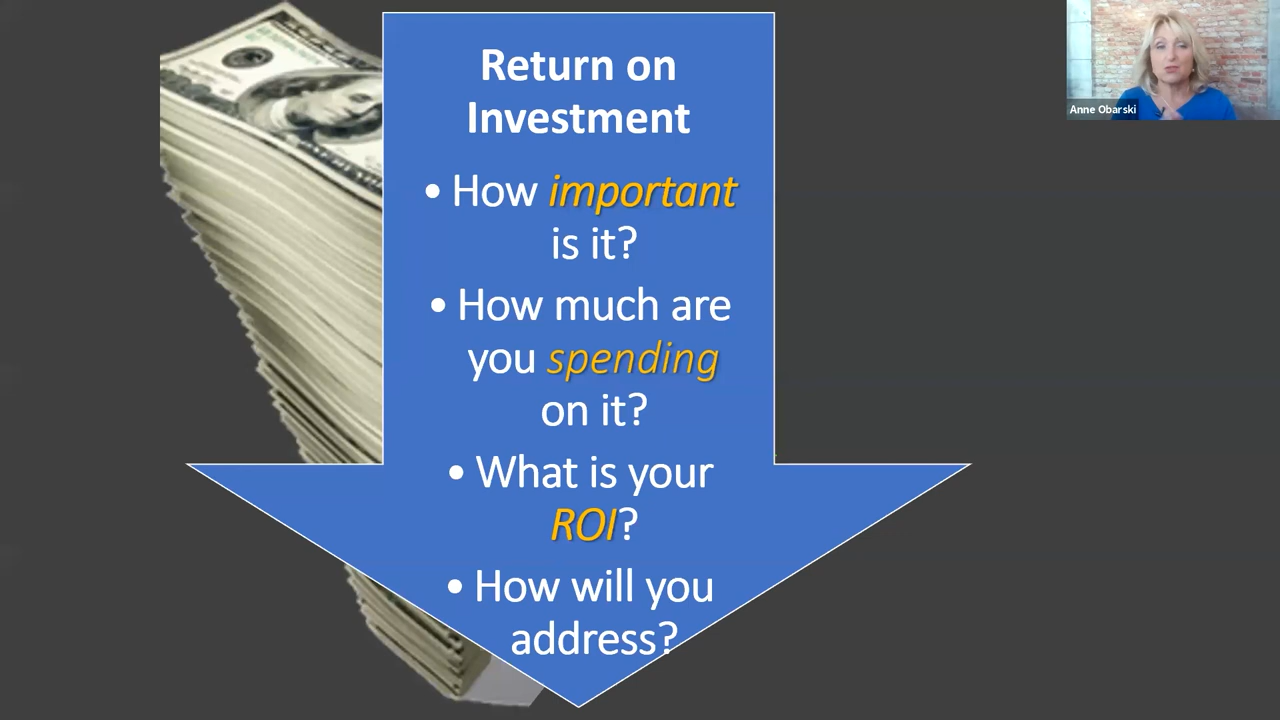 Return on
Investment
• How important
is it?
• How much are
you spending
on it?
• What is your
ROI?
• How will you
address?
Anne Obarski